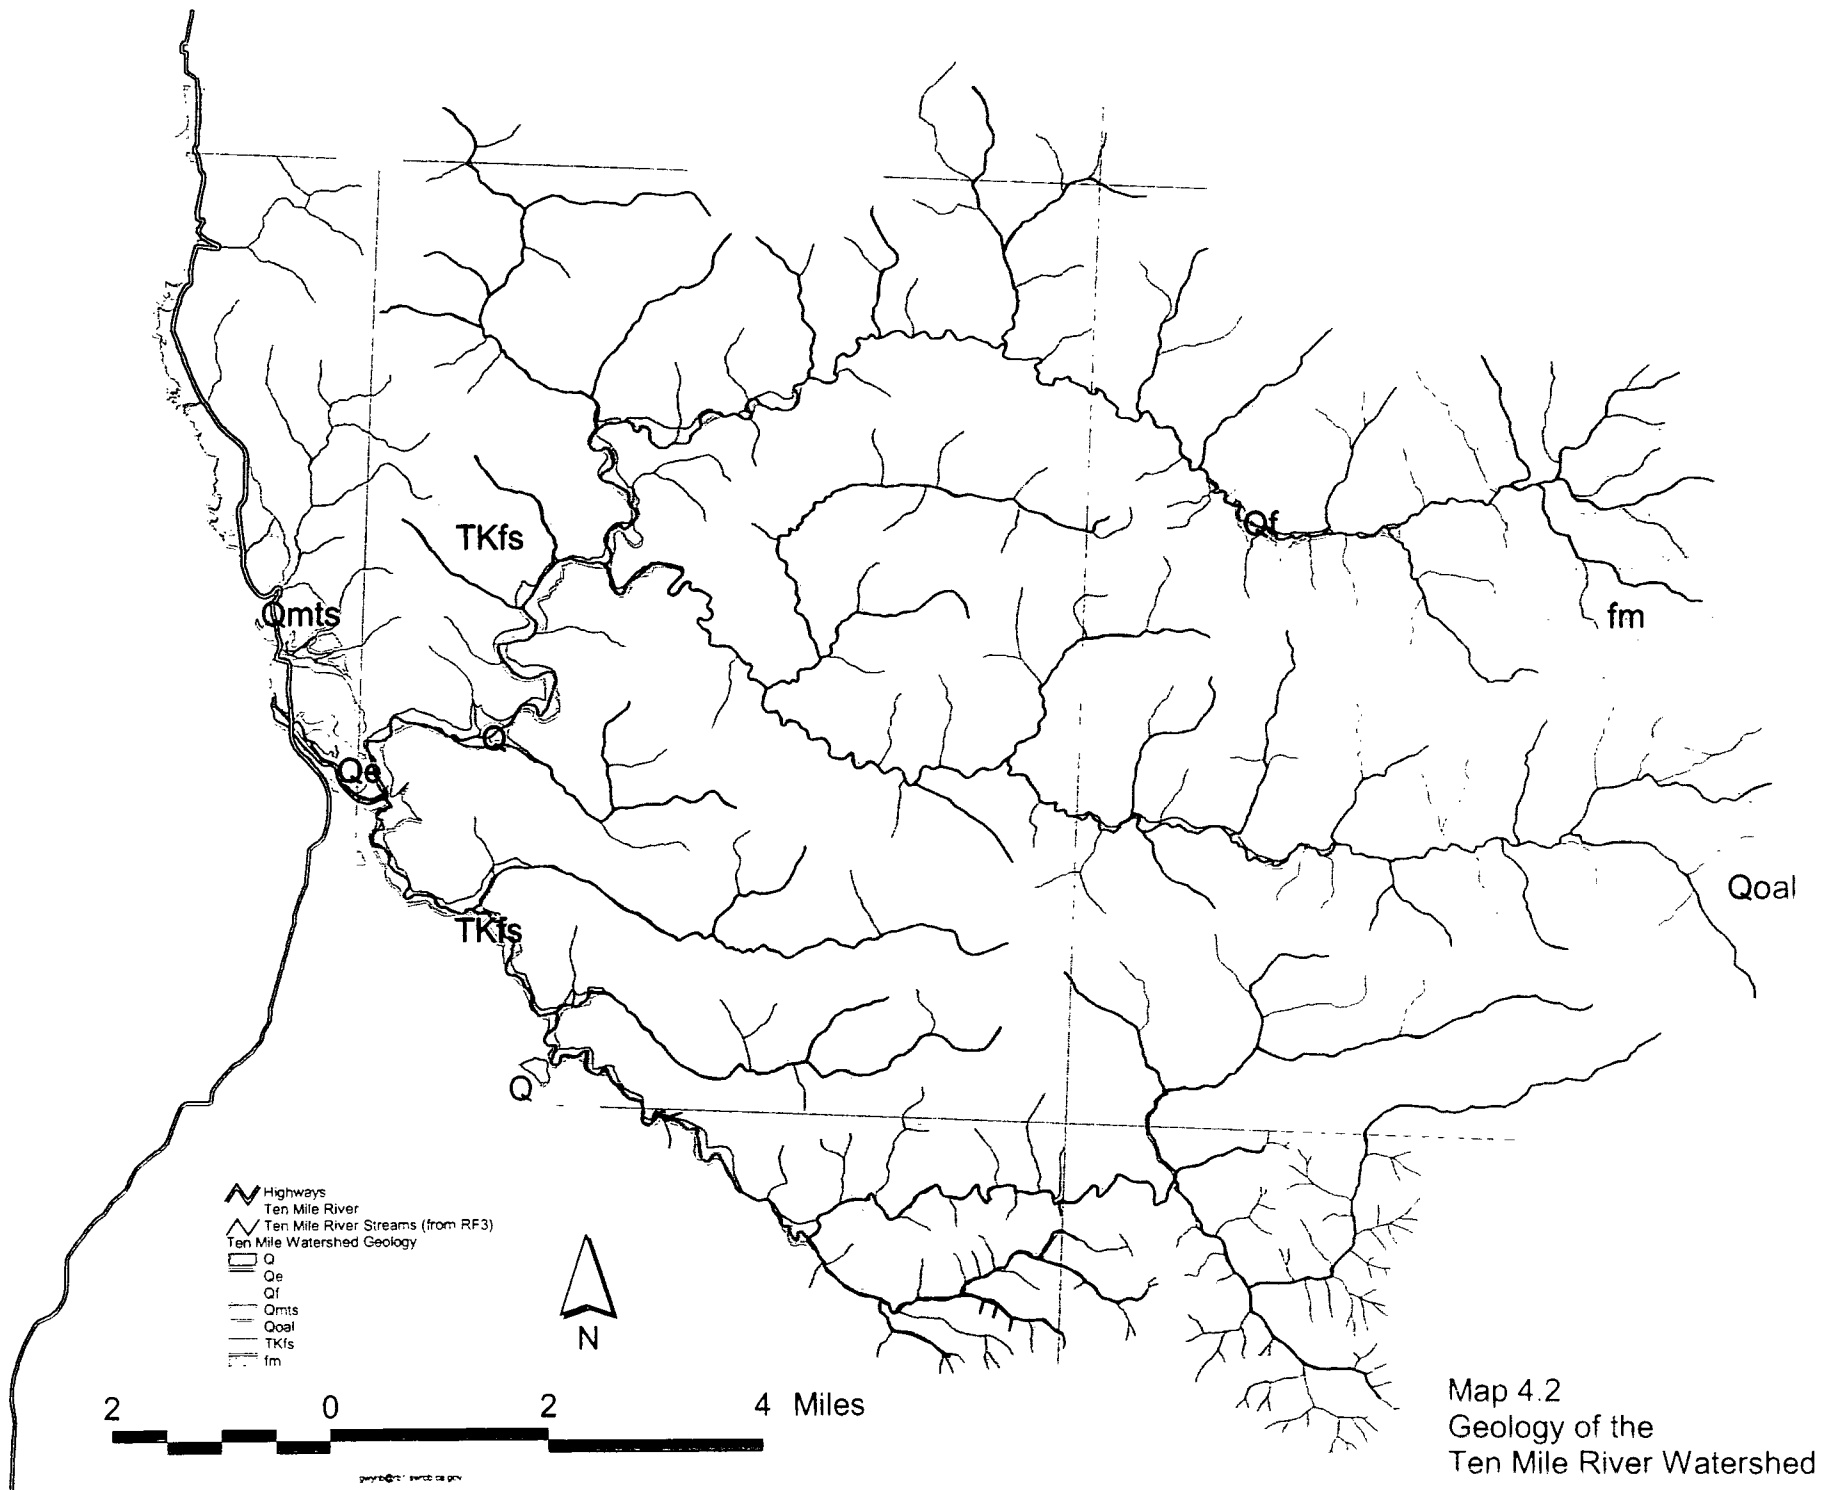 TKfs
Qf
Qmts
fm
Q
Qe
Qoal
TKfs
Q
Highways
Ten Mile River
Ten Mile River Streams (from RF3)
Ten Mile Watershed Geology
Q
Qe
Qf
Qmts
Qoal
TKfs
fm
N
2 0 2 4 Miles
Map 4.2
Geology of the
Ten Mile River Watershed